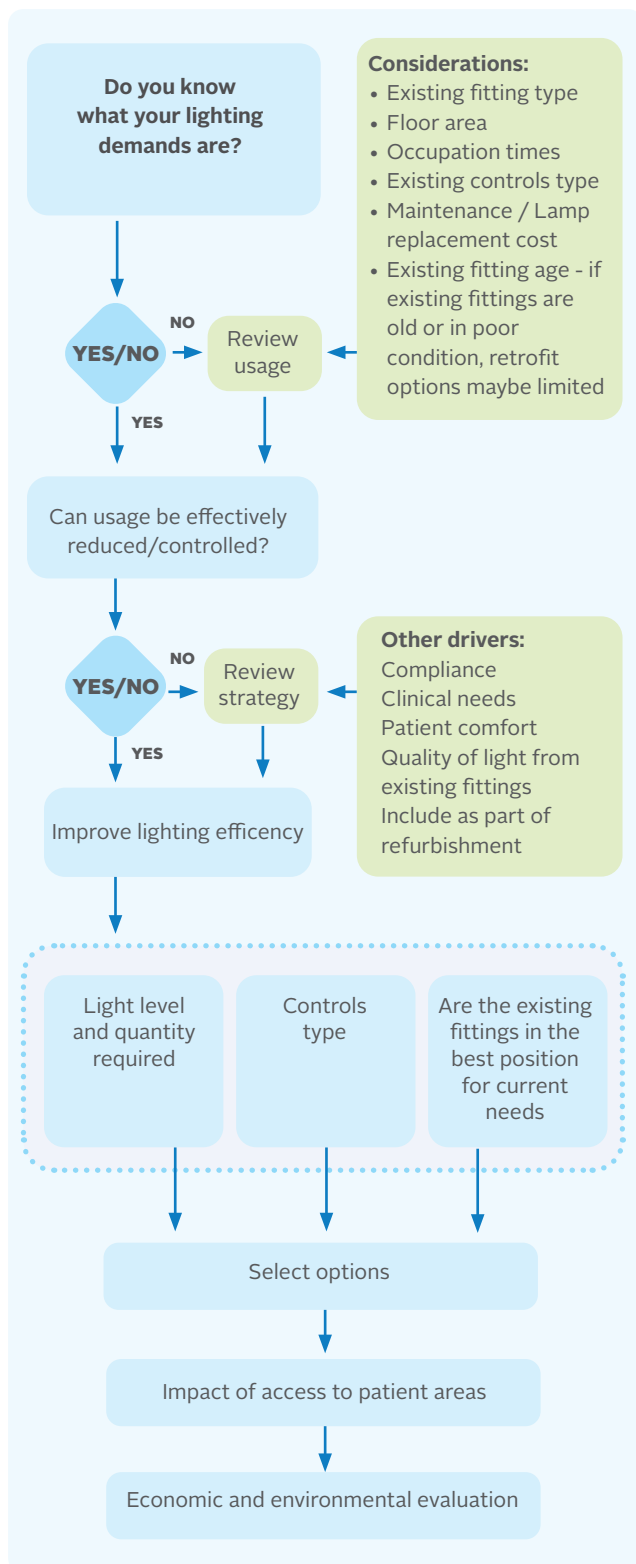 Do you know
what your lighting
demands are?
Considerations:
• Existing fitting type
• Floor area
• Occupation times
• Existing controls type
• Maintenance / Lamp
replacement cost
• Existing fitting age - if
existing fittings are
old or in poor
condition, retrofit
options maybe limited
YES/NO
NO
Review
usage
YES
Can usage be effectively
reduced/controlled?
YES/NO
NO
Review
strategy
Other drivers:
Compliance
Clinical needs
Patient comfort
Quality of light from
existing fittings
Include as part of
refurbishment
YES
Improve lighting efficency
Light level
and quantity
required
Controls
type
Are the existing
fittings in the
best position
for current
needs
Select options
Impact of access to patient areas
Economic and environmental evaluation